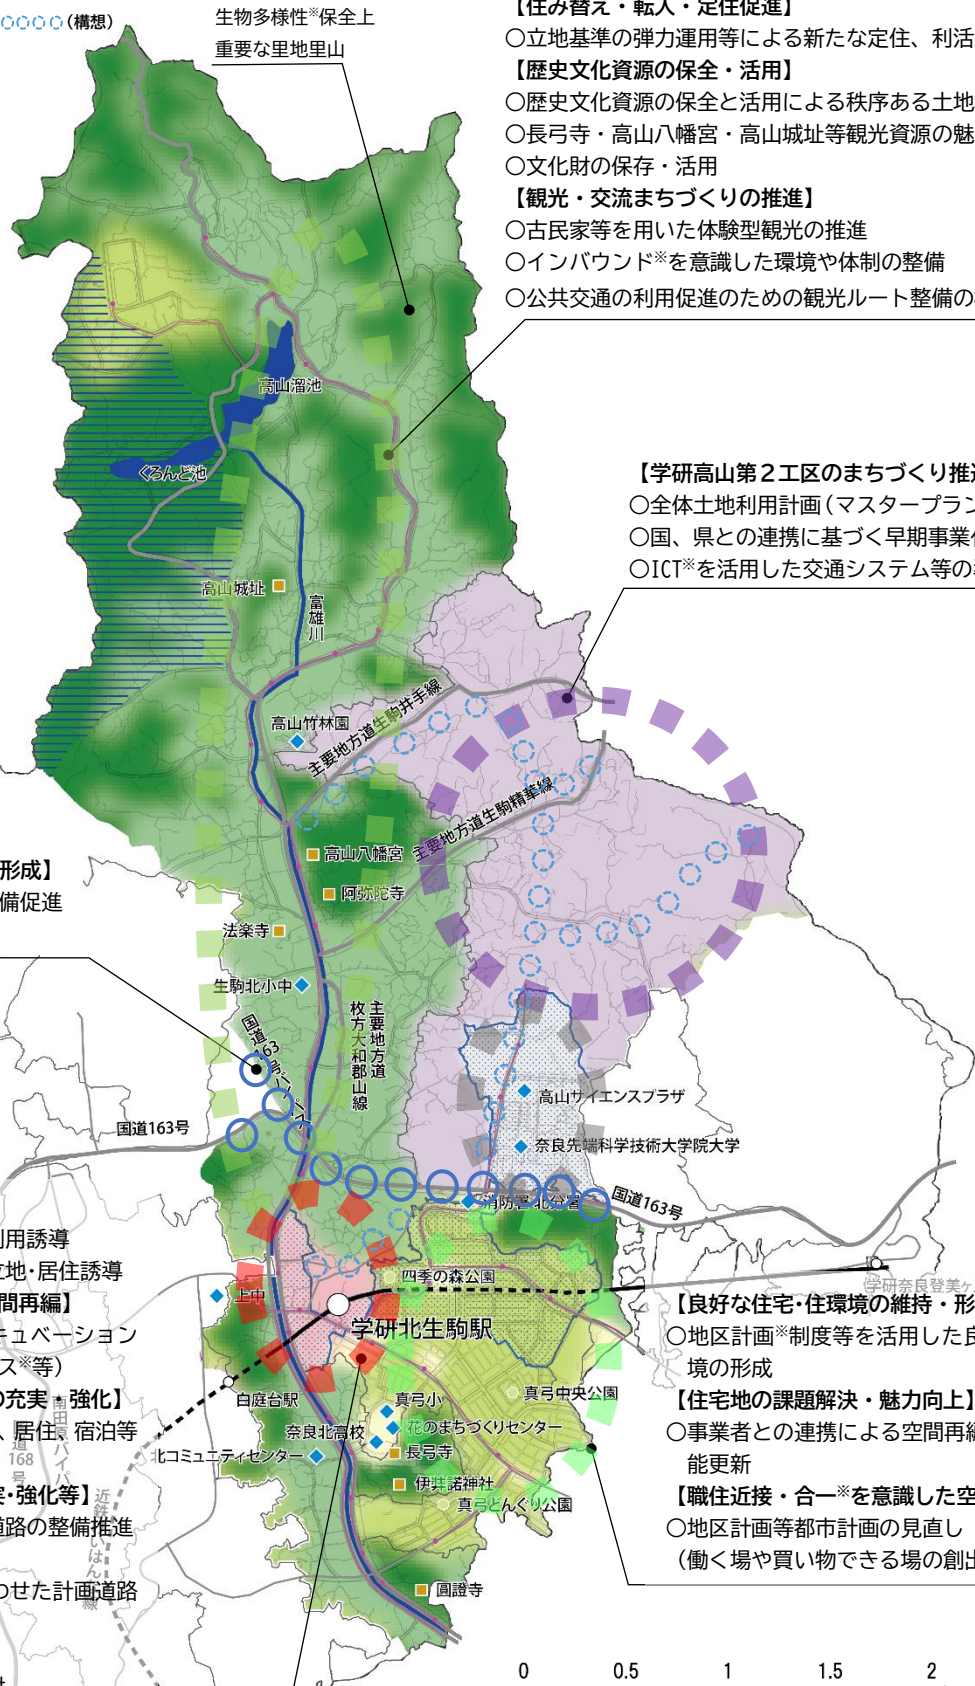 (構想)
生物多様性※保全上
重要な里地里山
【住み替え・転入・定住促進】
○立地基準の弾力運用等による新たな定住、利活
【歴史文化資源の保全・活用】
○歴史文化資源の保全と活用による秩序ある土地
○長弓寺・高山八幡宮・高山城址等観光資源の魅
○文化財の保存・活用
【観光・交流まちづくりの推進】
○古民家等を用いた体験型観光の推進
○インバウンド※を意識した環境や体制の整備
○公共交通の利用促進のための観光ルート整備の
高山溜池
くろんど池
【学研高山第2工区のまちづくり推進
○全体土地利用計画(マスタープラン
○国、県との連携に基づく早期事業化
○ICT※を活用した交通システム等の
高山城址
富雄川
高山竹林園
主要地方道生駒井手線
主要地方道生駒精華線
高山八幡宮
阿弥陀寺
形成】
備促進
法楽寺
生駒北小中
主要地方道
枚方大和郡山線
国道163号バイパス
高山サイエンスプラザ
国道163号
奈良先端科学技術大学院大学
消防署北分署
国道163号
利用誘導
立地・居住誘導
間再編】
キュベーション
ス※等)
の充実・強化】
、居住、宿泊等
実・強化等】
道路の整備推進
わせた計画道路
上中
四季の森公園
学研北生駒駅
学研奈良登美ヶ
白庭台駅
真弓小
真弓中央公園
奈良北高校
花のまちづくりセンター
北コミュニティセンター
長弓寺
伊弉諾神社
真弓どんぐり公園
圓證寺
168
号
近鉄けいはんな線
【良好な住宅・住環境の維持・形
○地区計画※制度等を活用した良
境の形成
【住宅地の課題解決・魅力向上】
○事業者との連携による空間再編
能更新
【職住近接・合一※を意識した空
○地区計画等都市計画の見直し
(働く場や買い物できる場の創出
0 0.5 1 1.5 2